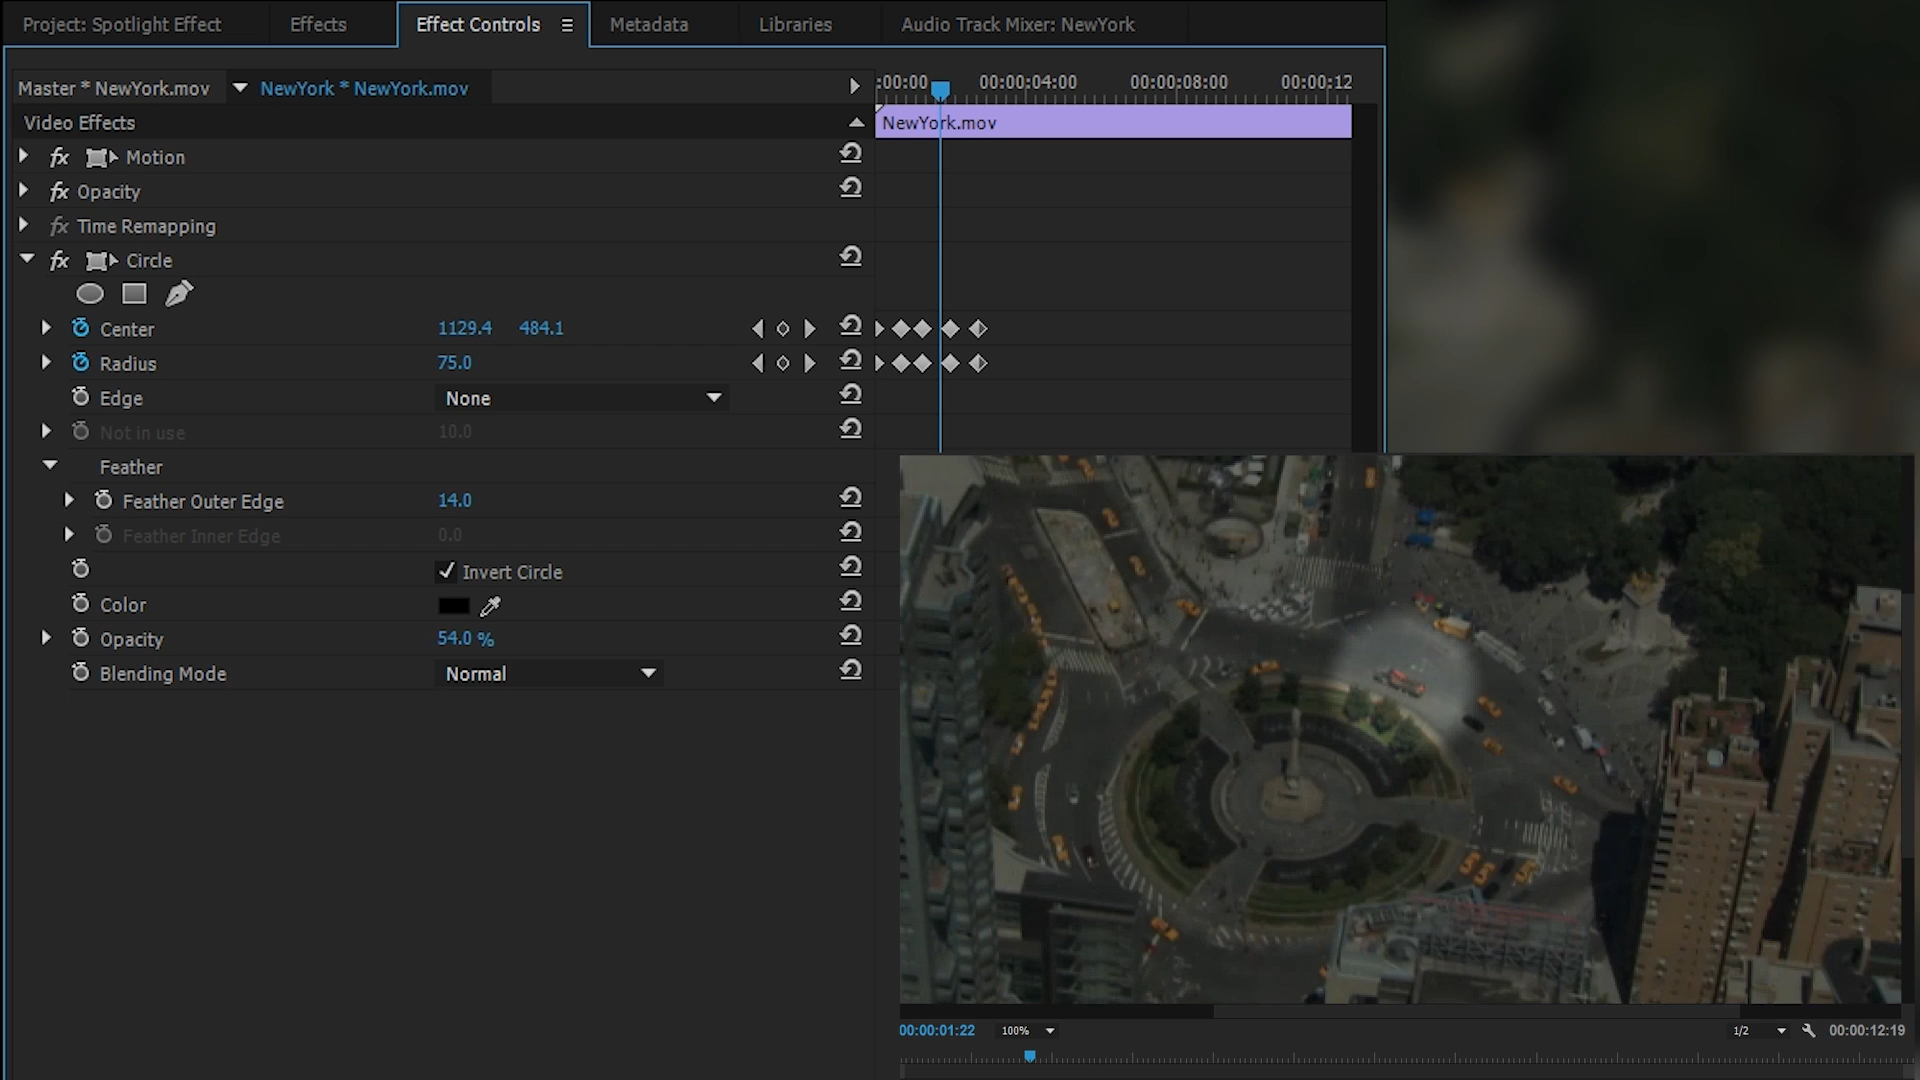 Project: Spotlight Effect
Effects
Effect Controls
Metadata
Libraries
Audio Track Mixer: NewYork
Master * NewYork.mov
NewYork * NewYork.mov
:00:00
00:00:04:00
00:00:08:00
00:00:12
Video Effects
NewYork.mov
fx Motion
fx Opacity
fx Time Remapping
fx Circle
Center 1129.4 484.1
Radius 75.0
Edge None
Not in use 10.0
Feather
Feather Outer Edge 14.0
Feather Inner Edge 0.0
Invert Circle
Color
Opacity 54.0 %
Blending Mode Normal
00:00:01:22
100%
1/2
00:00:12:19